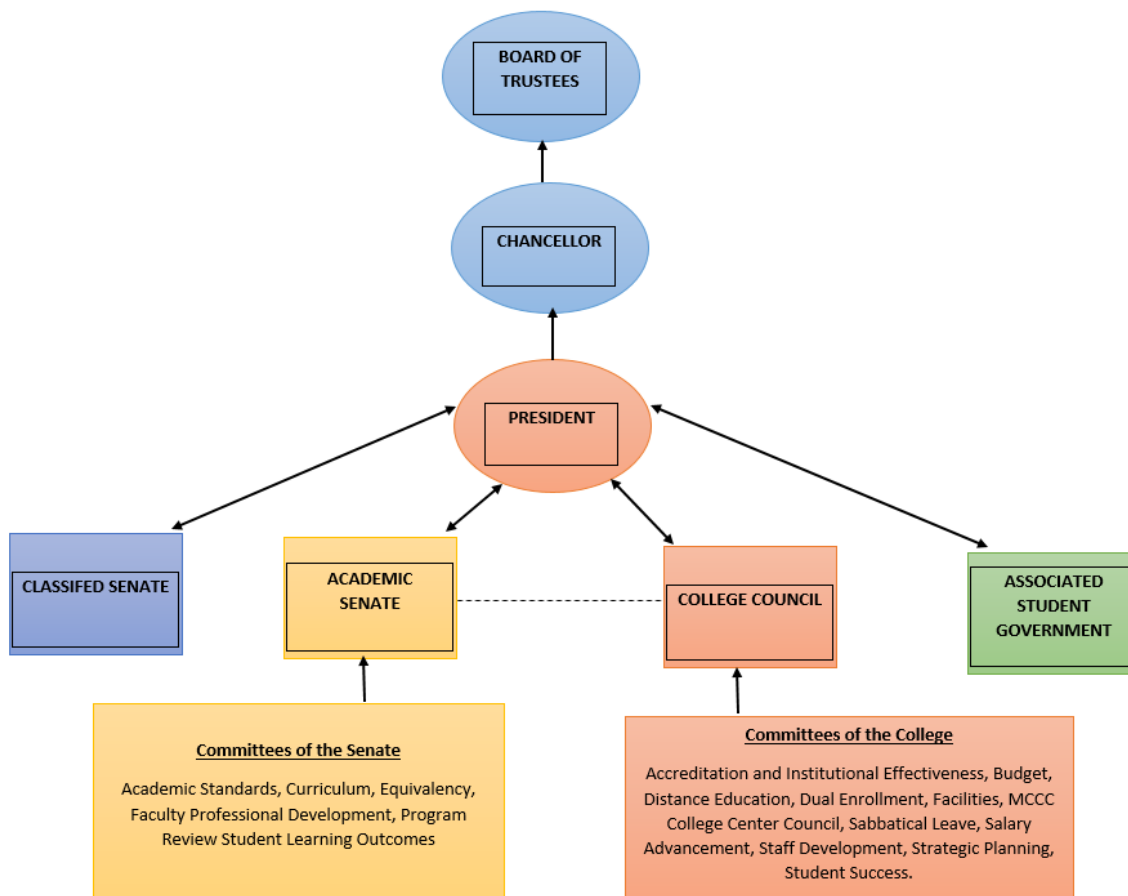 BOARD OF
TRUSTEES
CHANCELLOR
PRESIDENT
CLASSIFED SENATE
ACADEMIC
SENATE
COLLEGE COUNCIL
ASSOCIATED
STUDENT
GOVERNMENT
Committees of the Senate
Academic Standards, Curriculum, Equivalency,
Faculty Professional Development, Program
Review Student Learning Outcomes
Committees of the College
Accreditation and Institutional Effectiveness, Budget,
Distance Education, Dual Enrollment, Facilities, MCCC
College Center Council, Sabbatical Leave, Salary
Advancement, Staff Development, Strategic Planning,
Student Success.